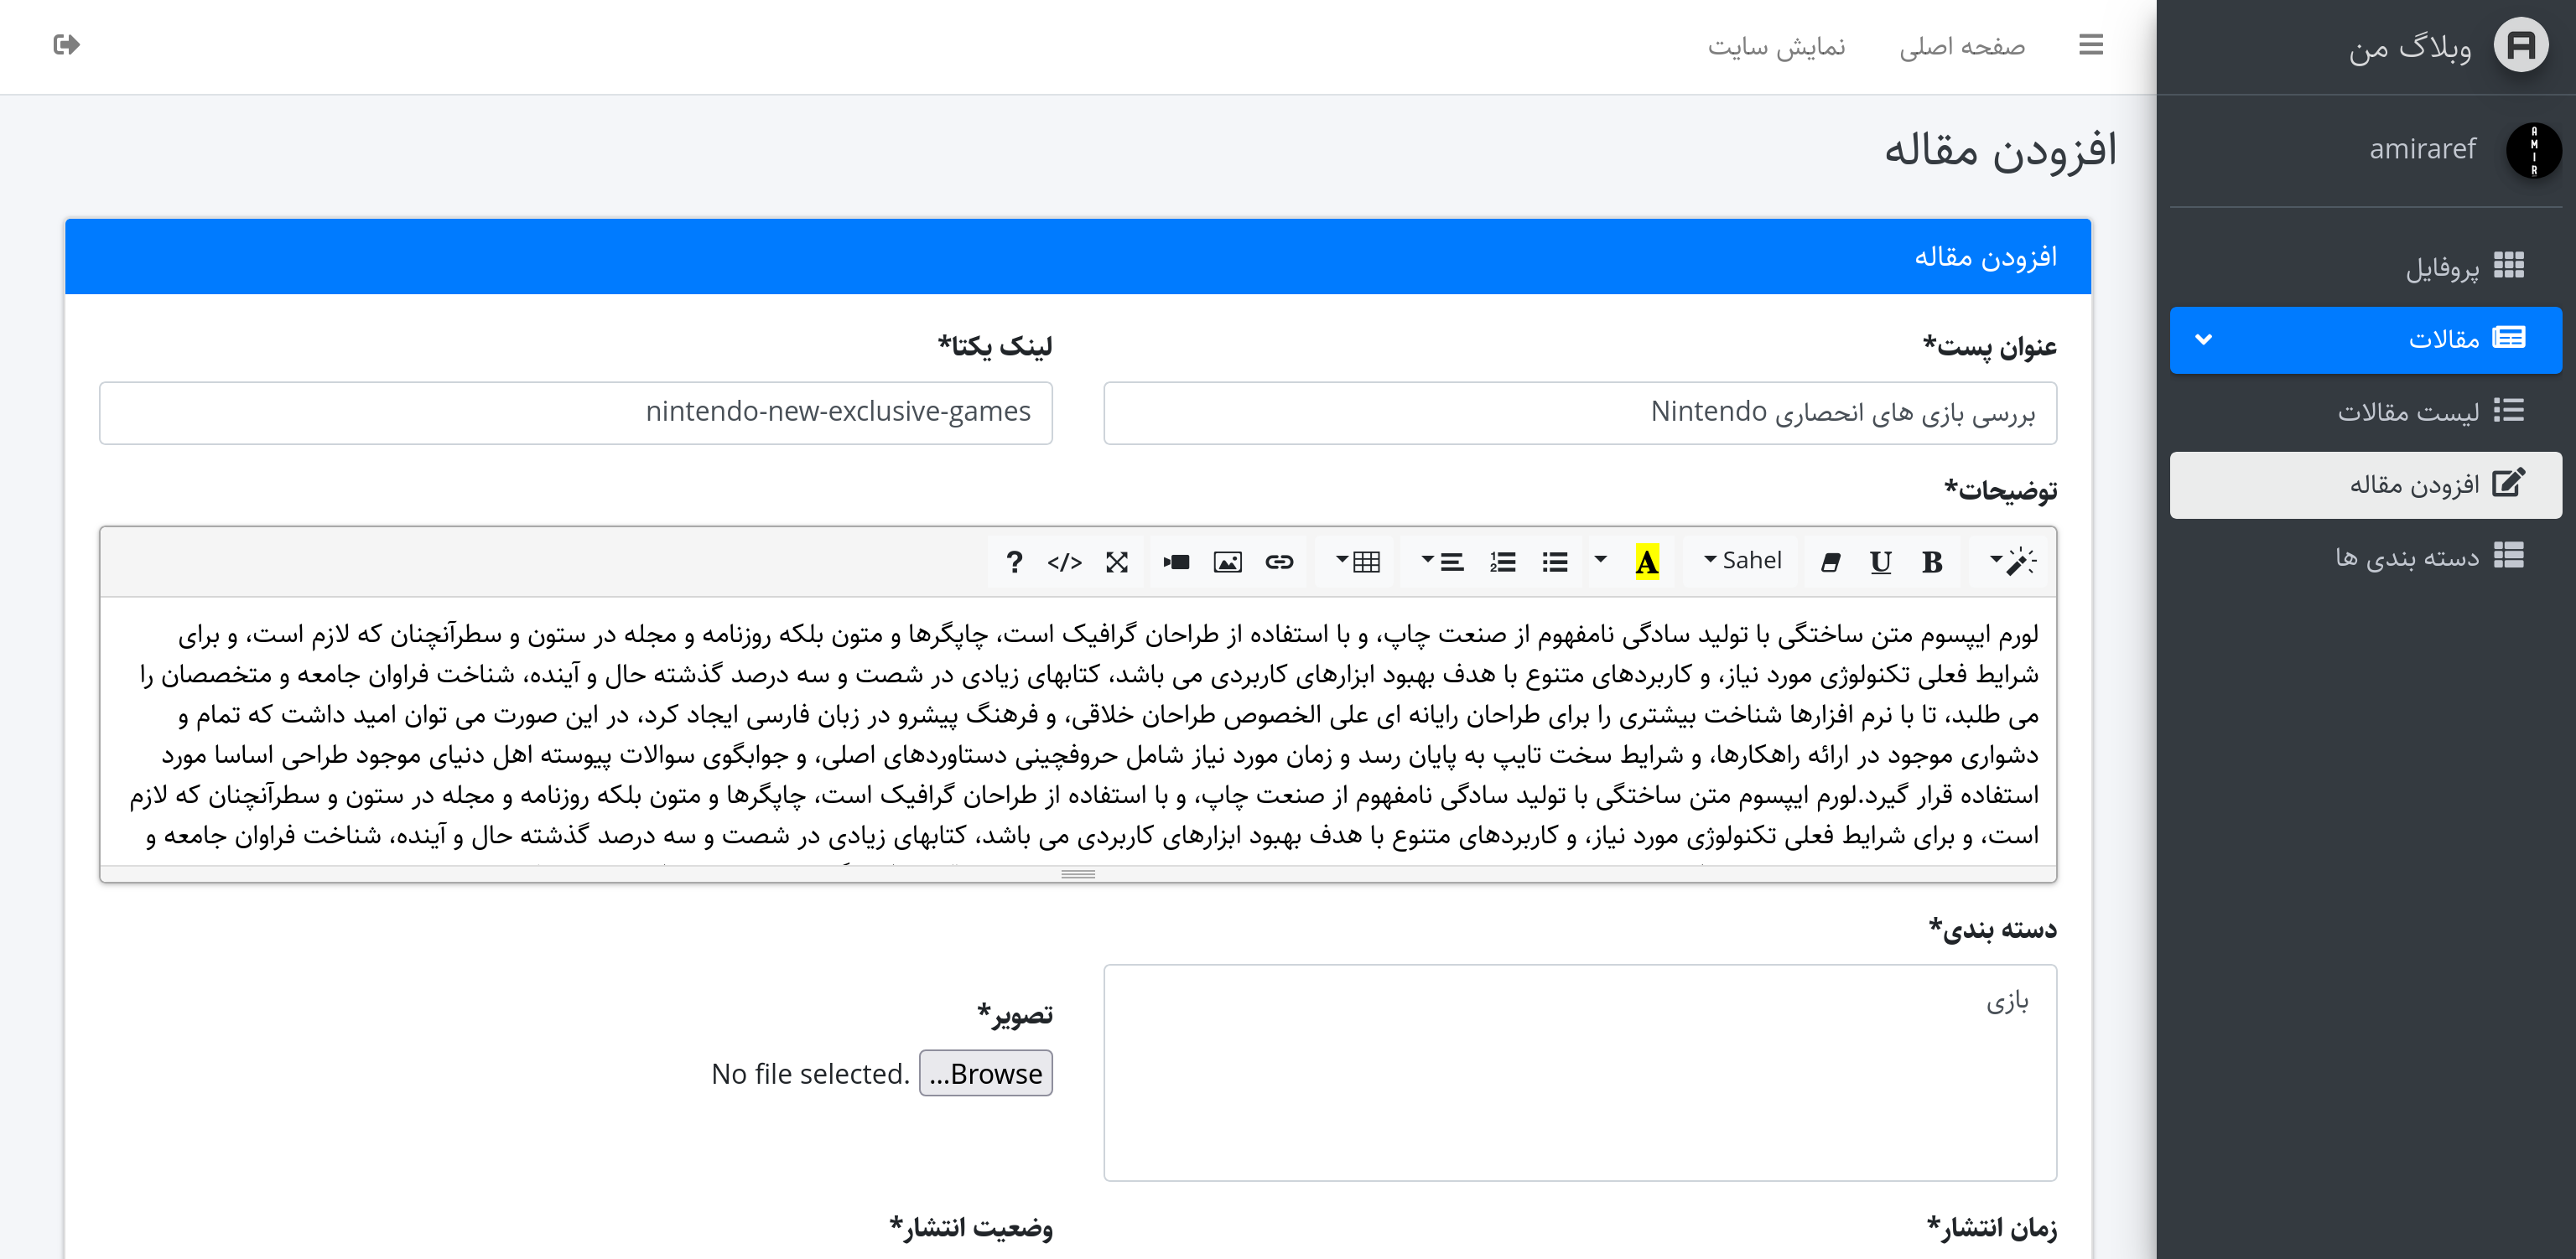 وبلاگ من
صفحه اصلی
نمایش سایت
amiraref
AMIR
پروفایل
مقالات
لیست مقالات
افزودن مقاله
دسته بندی ها
افزودن مقاله
افزودن مقاله
عنوان پست*
بررسی بازی های انحصاری Nintendo
لینک یکتا*
nintendo-new-exclusive-games
توضیحات*
B U Sahel A </> ?
لورم ایپسوم متن ساختگی با تولید سادگی نامفهوم از صنعت چاپ، و با استفاده از طراحان گرافیک است، چاپگرها و متون بلکه روزنامه و مجله در ستون و سطرآنچنان که لازم است، و برای
شرایط فعلی تکنولوژی مورد نیاز، و کاربردهای متنوع با هدف بهبود ابزارهای کاربردی می باشد، کتابهای زیادی در شصت و سه درصد گذشته حال و آینده، شناخت فراوان جامعه و متخصصان را
می طلبد، تا با نرم افزارها شناخت بیشتری را برای طراحان رایانه ای علی الخصوص طراحان خلاقی، و فرهنگ پیشرو در زبان فارسی ایجاد کرد، در این صورت می توان امید داشت که تمام و
دشواری موجود در ارائه راهکارها، و شرایط سخت تایپ به پایان رسد و زمان مورد نیاز شامل حروفچینی دستاوردهای اصلی، و جوابگوی سوالات پیوسته اهل دنیای موجود طراحی اساسا مورد
استفاده قرار گیرد.لورم ایپسوم متن ساختگی با تولید سادگی نامفهوم از صنعت چاپ، و با استفاده از طراحان گرافیک است، چاپگرها و متون بلکه روزنامه و مجله در ستون و سطرآنچنان که لازم
است، و برای شرایط فعلی تکنولوژی مورد نیاز، و کاربردهای متنوع با هدف بهبود ابزارهای کاربردی می باشد، کتابهای زیادی در شصت و سه درصد گذشته حال و آینده، شناخت فراوان جامعه و
دسته بندی*
بازی
تصویر*
Browse...
No file selected.
زمان انتشار*
وضعیت انتشار*